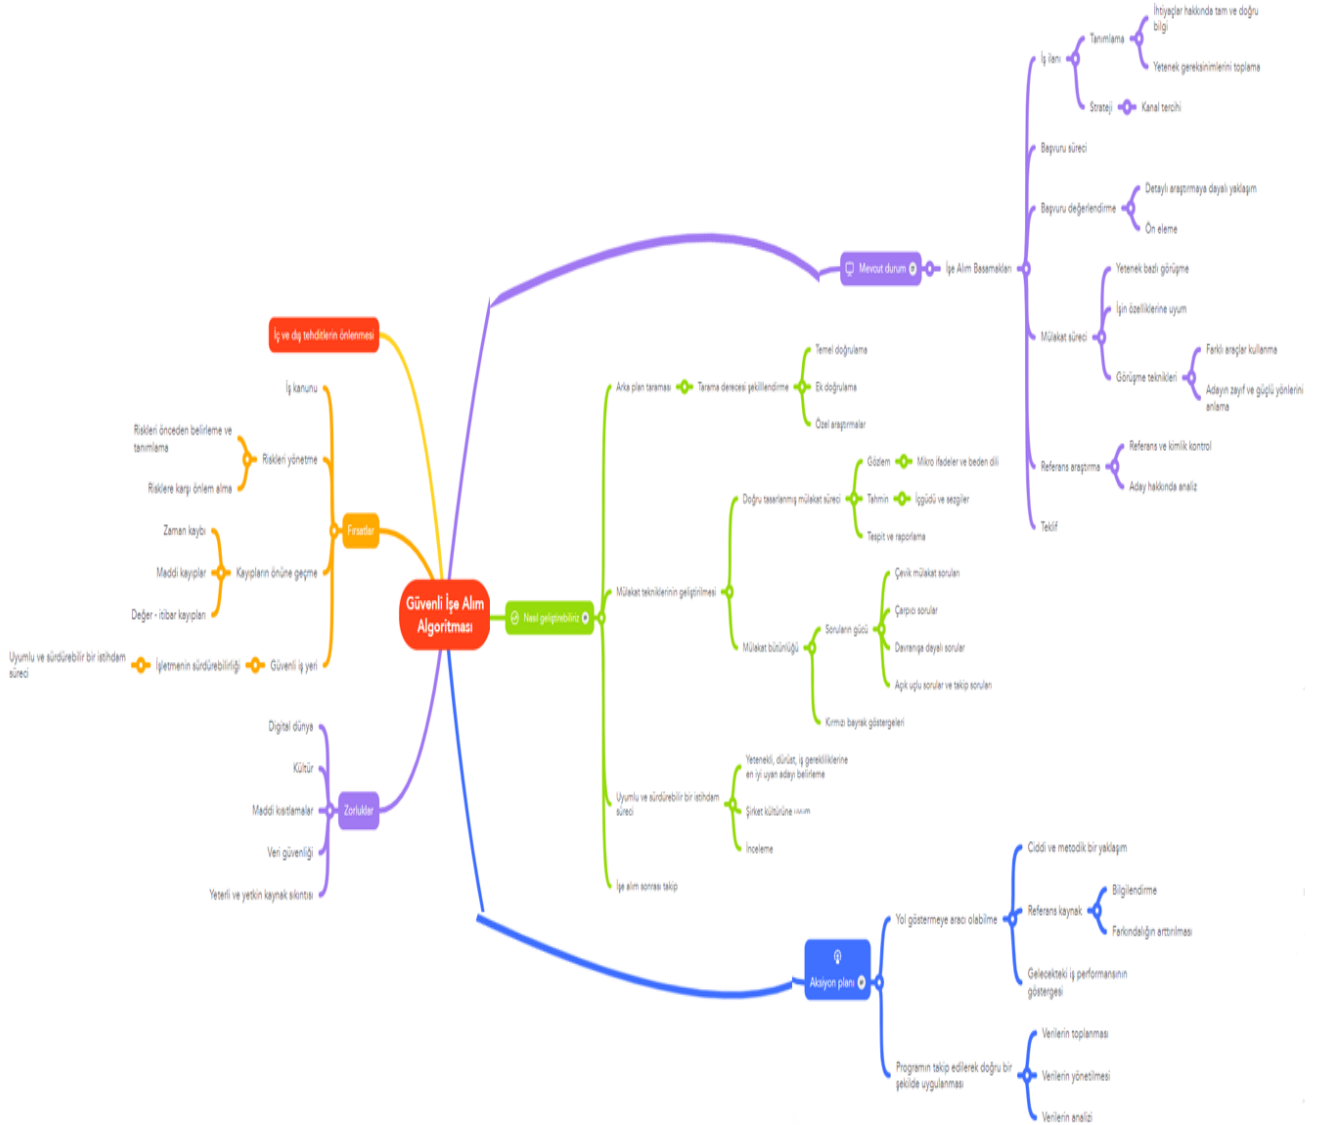 Güvenli İşe Alım
Algoritması
Mevcut durum
İşe Alım Basamakları
İş ilanı
Tanımlama
İhtiyaçlar hakkında tam ve doğru
bilgi
Yetenek gereksinimlerini toplama
Strateji
Kanal tercihi
Başvuru süreci
Başvuru değerlendirme
Detaylı araştırmaya dayalı yaklaşım
Ön eleme
Mülakat süreci
Yetenek bazlı görüşme
İşin özelliklerine uyum
Görüşme teknikleri
Farklı araçlar kullanma
Adayın zayıf ve güçlü yönlerini
anlama
Referans araştırma
Referans ve kimlik kontrol
Aday hakkında analiz
Teklif
Nasıl geliştirebiliriz
Arka plan taraması
Tarama derecesi şekillendirme
Temel doğrulama
Ek doğrulama
Özel araştırmalar
Mülakat tekniklerinin geliştirilmesi
Doğru tasarlanmış mülakat süreci
Gözlem
Mikro ifadeler ve beden dili
Tahmin
İçgüdü ve sezgiler
Tespit ve raporlama
Mülakat bütünlüğü
Soruların gücü
Çevik mülakat soruları
Çarpıcı sorular
Davranışa dayalı sorular
Açık uçlu sorular ve takip soruları
Kırmızı bayrak göstergeleri
Uyumlu ve sürdürebilir bir istihdam
süreci
Yetenekli, dürüst, iş gerekliliklerine
en iyi uyan adayı belirleme
Şirket kültürüne uyum
İnceleme
İşe alım sonrası takip
Aksiyon planı
Yol göstermeye aracı olabilme
Ciddi ve metodik bir yaklaşım
Referans kaynak
Bilgilendirme
Farkındalığın arttırılması
Gelecekteki iş performansının
göstergesi
Programın takip edilerek doğru bir
şekilde uygulanması
Verilerin toplanması
Verilerin yönetilmesi
Verilerin analizi
İç ve dış tehditlerin önlenmesi
Fırsatlar
İş kanunu
Riskleri yönetme
Riskleri önceden belirleme ve
tanımlama
Risklere karşı önlem alma
Kayıpların önüne geçme
Zaman kaybı
Maddi kayıplar
Değer - itibar kayıpları
Güvenli iş yeri
İşletmenin sürdürebilirliği
Uyumlu ve sürdürebilir bir istihdam
süreci
Zorluklar
Digital dünya
Kültür
Maddi kısıtlamalar
Veri güvenliği
Yeterli ve yetkin kaynak sıkıntısı